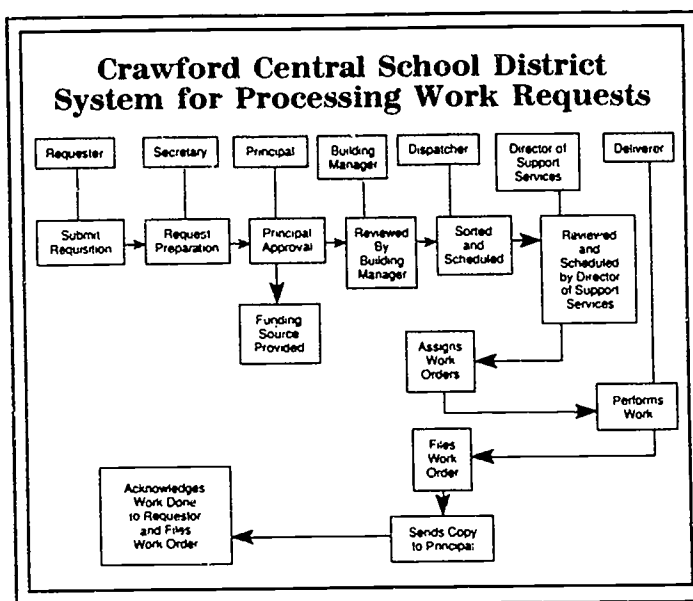 Crawford Central School District
System for Processing Work Requests
Requester
Secretary
Principal
Building
Manager
Dispatcher
Director of
Support
Services
Deliverer
Submit
Requisition
Request
Preparation
Principal
Approval
Reviewed
By
Building
Manager
Sorted
and
Scheduled
Reviewed
and
Scheduled
by Director
of Support
Services
Funding
Source
Provided
Assigns
Work
Orders
Performs
Work
Files
Work
Order
Acknowledges
Work Done
to Requestor
and Files
Work Order
Sends Copy
to Principal